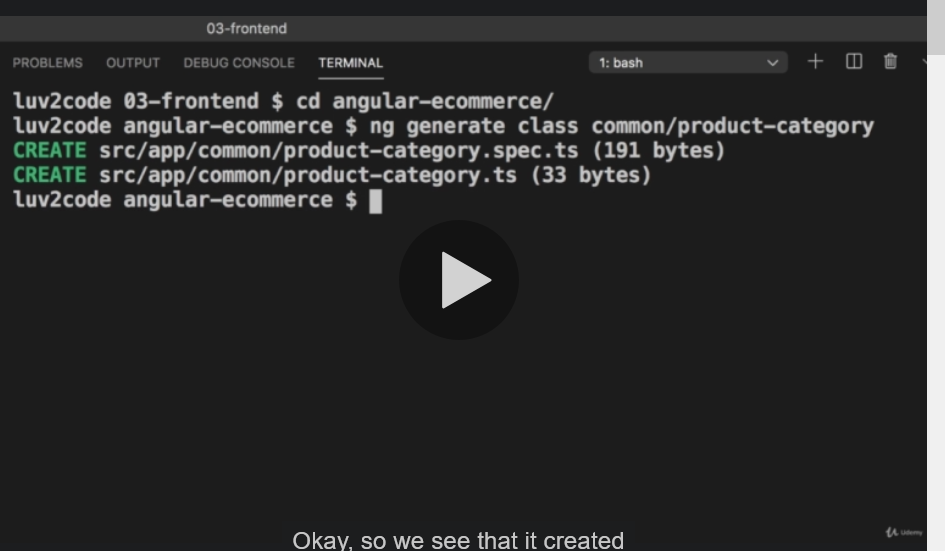 03-frontend
PROBLEMS OUTPUT DEBUG CONSOLE TERMINAL 1: bash
luv2code 03-frontend $ cd angular-ecommerce/
luv2code angular-ecommerce $ ng generate class common/product-category
CREATE src/app/common/product-category.spec.ts (191 bytes)
CREATE src/app/common/product-category.ts (33 bytes)
luv2code angular-ecommerce $
Udemy
Okay, so we see that it created